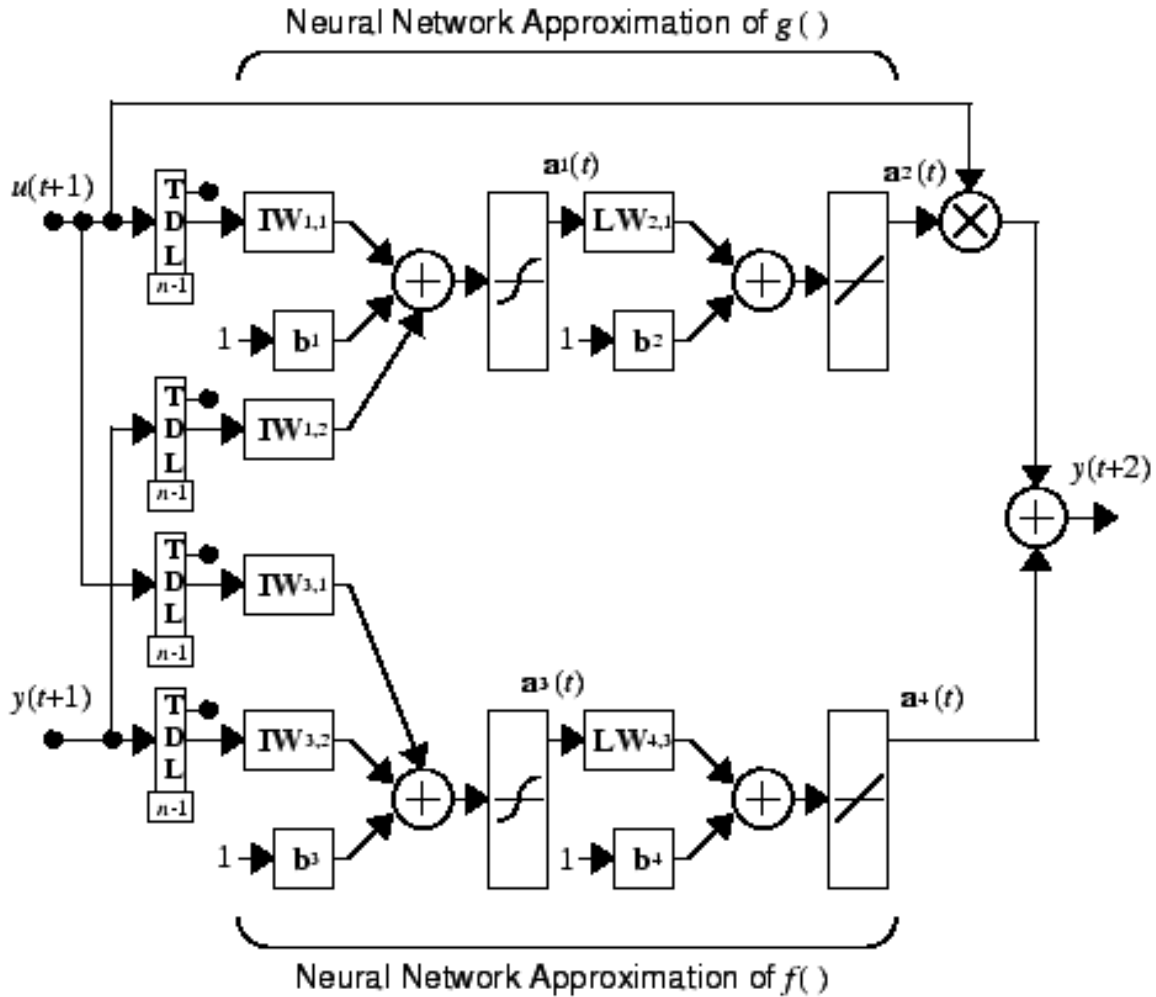 Neural Network Approximation of g ( )
u(t+1)
T
D
L
n-1
IW1,1
1
b1
a1(t)
LW2,1
1
b2
a2 (t)
T
D
L
n-1
IW1,2
y(t+2)
T
D
L
n-1
IW3,1
y(t+1)
T
D
L
n-1
IW3,2
1
b3
a3 (t)
LW4,3
1
b4
a4 (t)
Neural Network Approximation of f( )